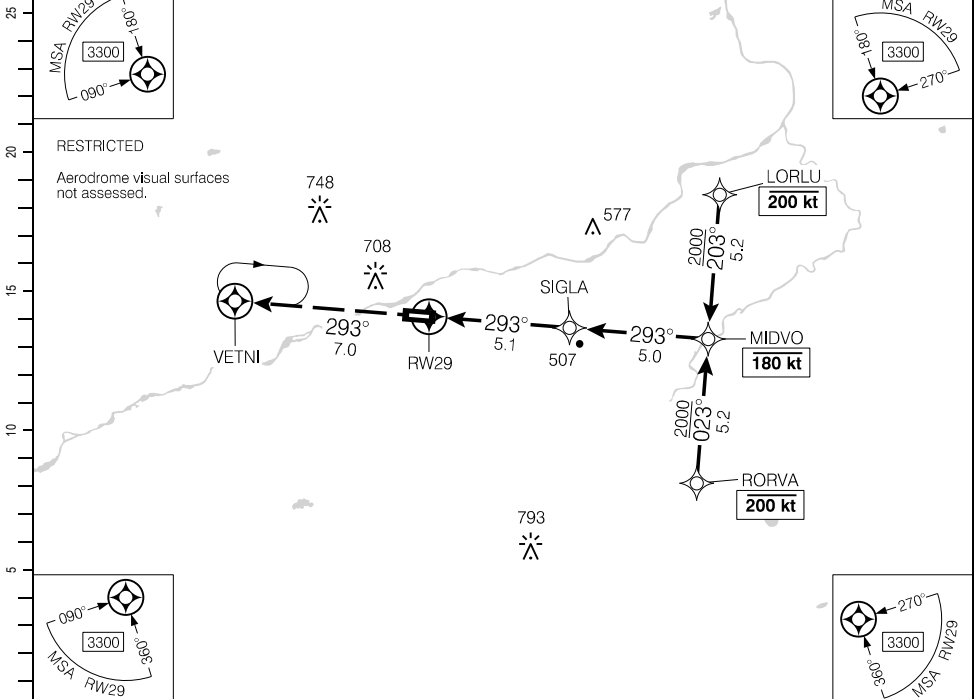 25
MSA RW29
180°
3300
090°
MSA RW29
180°
3300
270°
RESTRICTED
Aerodrome visual surfaces
not assessed.
20
748
577
LORLU
200 kt
708
2000
203°
5.2
15
SIGLA
293°
7.0
293°
5.1
293°
5.0
VETNI
RW29
507
MIDVO
180 kt
10
2000
023°
5.2
RORVA
200 kt
793
5
090°
3300
360°
MSA RW29
270°
3300
360°
MSA RW29